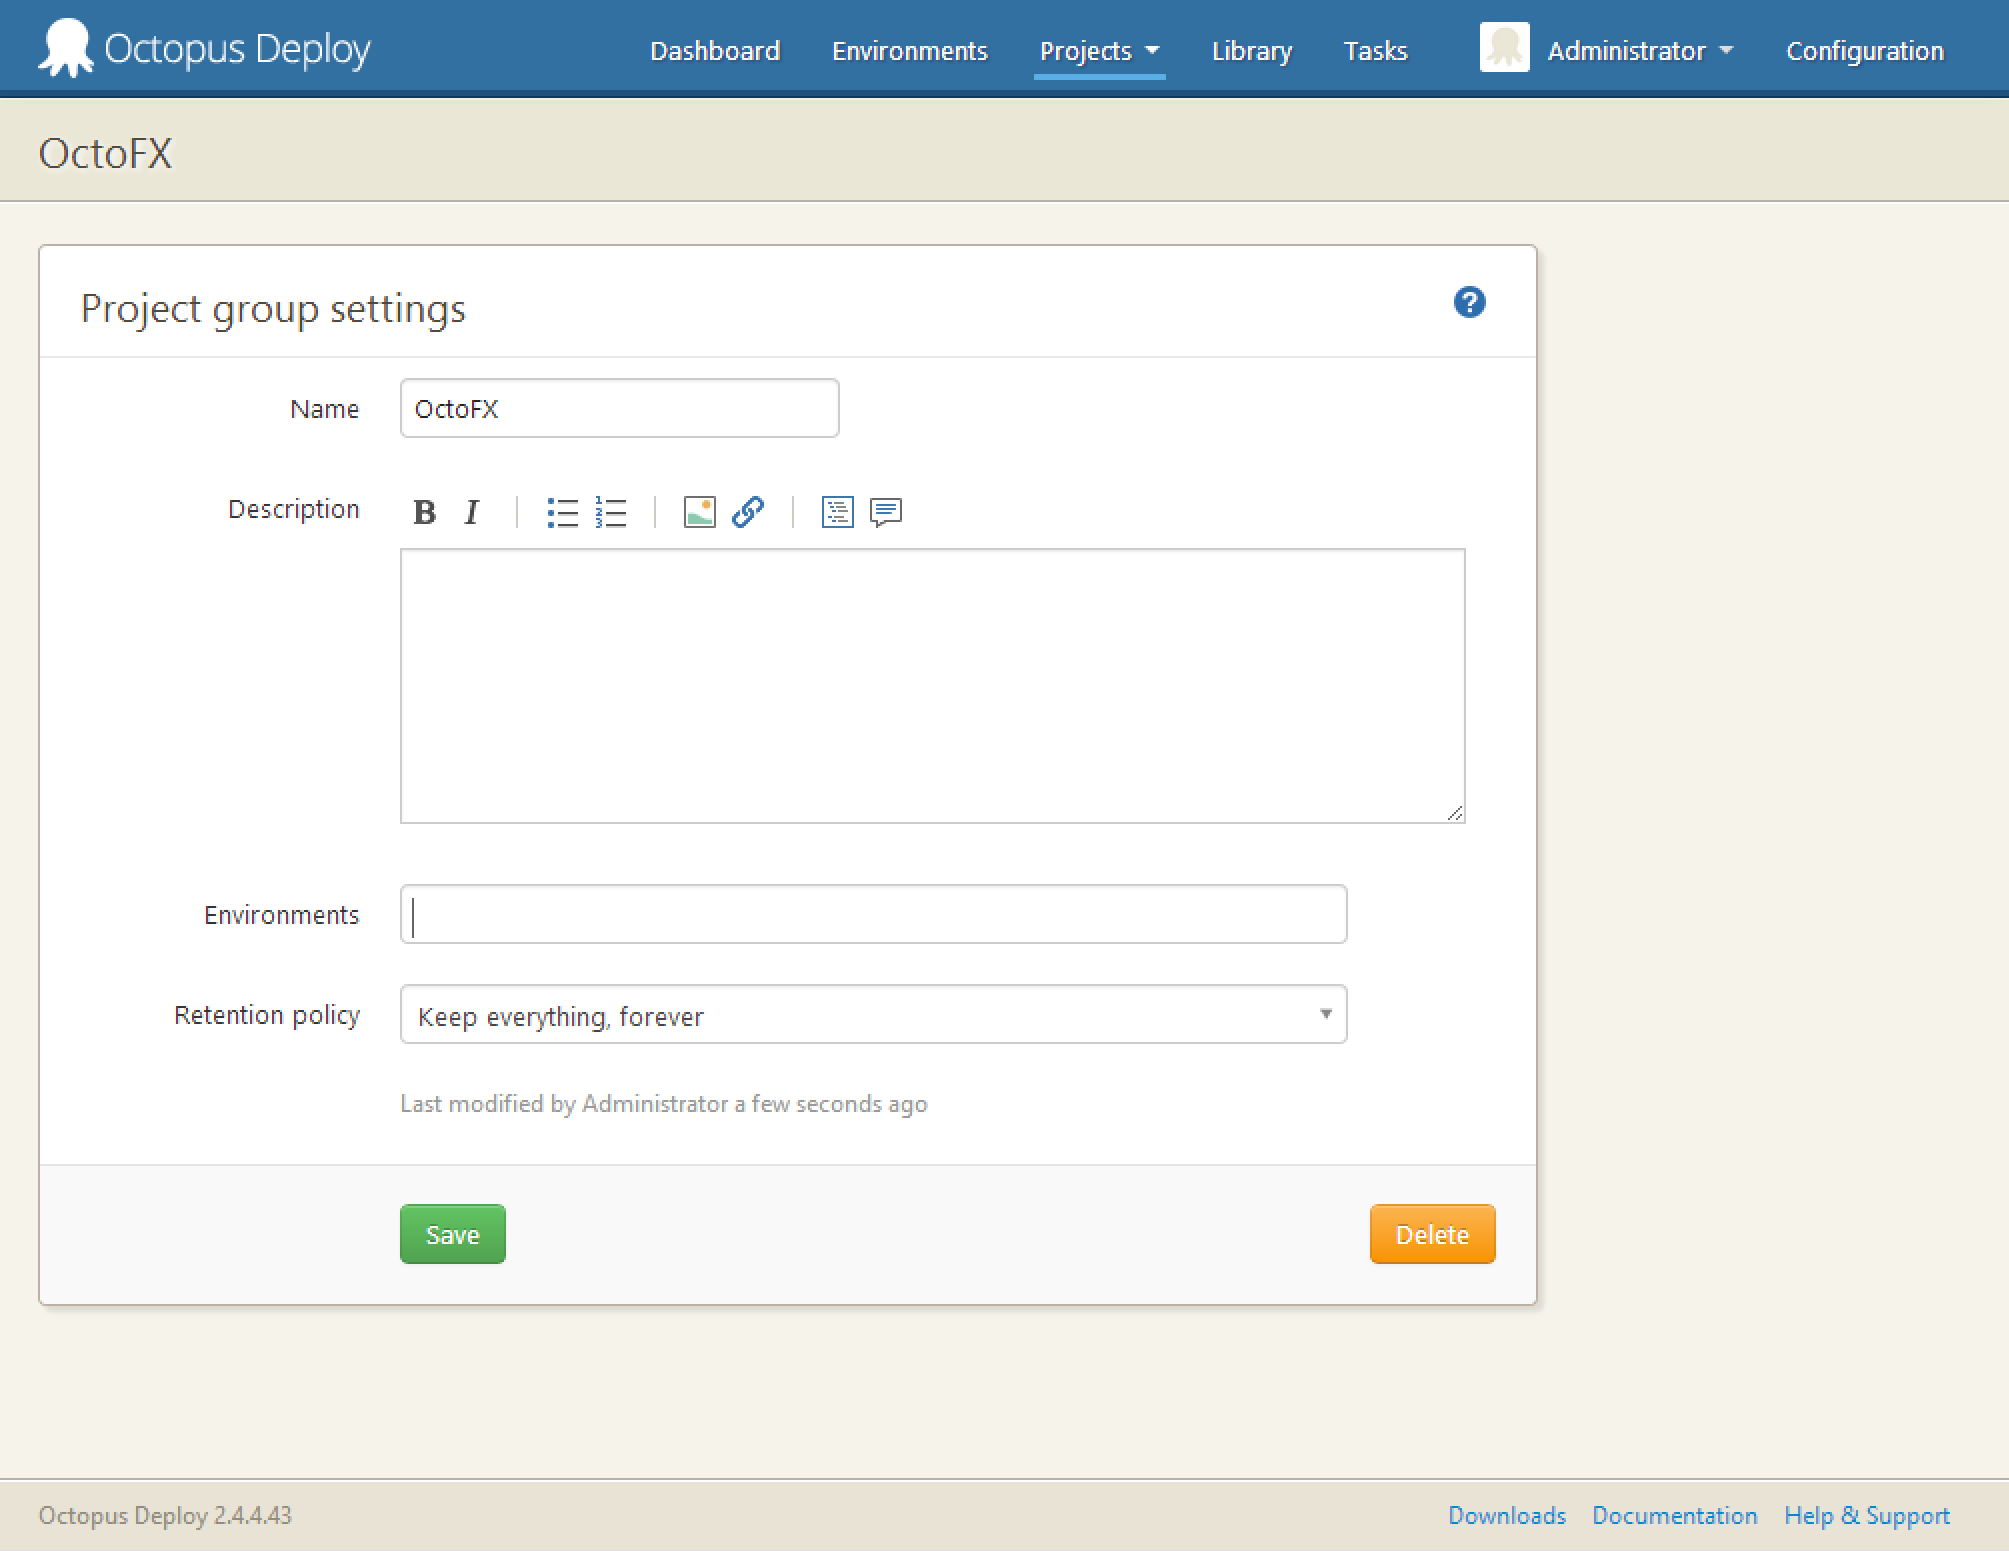 Octopus Deploy
Dashboard Environments Projects Library Tasks Administrator Configuration
OctoFX
Project group settings
?
Name OctoFX
Description B I
Environments
Retention policy Keep everything, forever
Last modified by Administrator a few seconds ago
Save Delete
Octopus Deploy 2.4.4.43 Downloads Documentation Help & Support